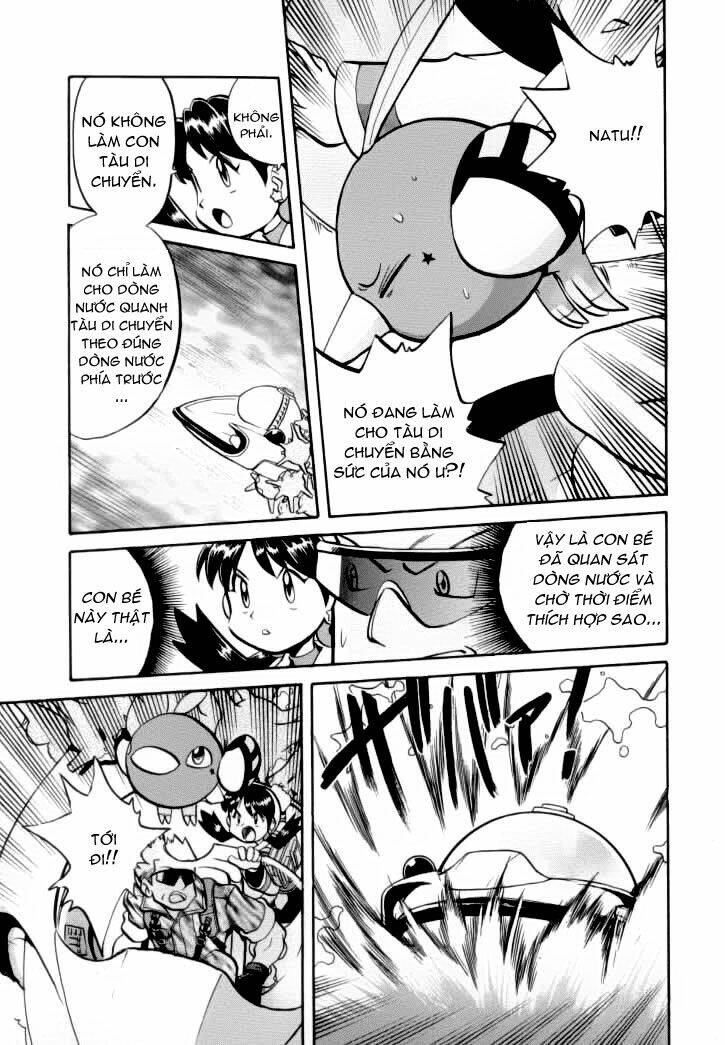 NATU!!
NÓ ĐANG LÀM
CHO TÀU DI
CHUYỂN BẰNG
SỨC CỦA NÓ Ư?!
KHÔNG
PHẢI.
NÓ KHÔNG
LÀM CON
TÀU DI
CHUYỂN.
NÓ CHỈ LÀM
CHO DÒNG
NƯỚC QUANH
TÀU DI CHUYỂN
THEO ĐÚNG
DÒNG NƯỚC
PHÍA TRƯỚC
...
VẬY LÀ CON BÉ
ĐÃ QUAN SÁT
DÒNG NƯỚC VÀ
CHỜ THỜI ĐIỂM
THÍCH HỢP SAO...
CON BÉ
NÀY THẬT
LÀ...
TỚI
ĐI!!